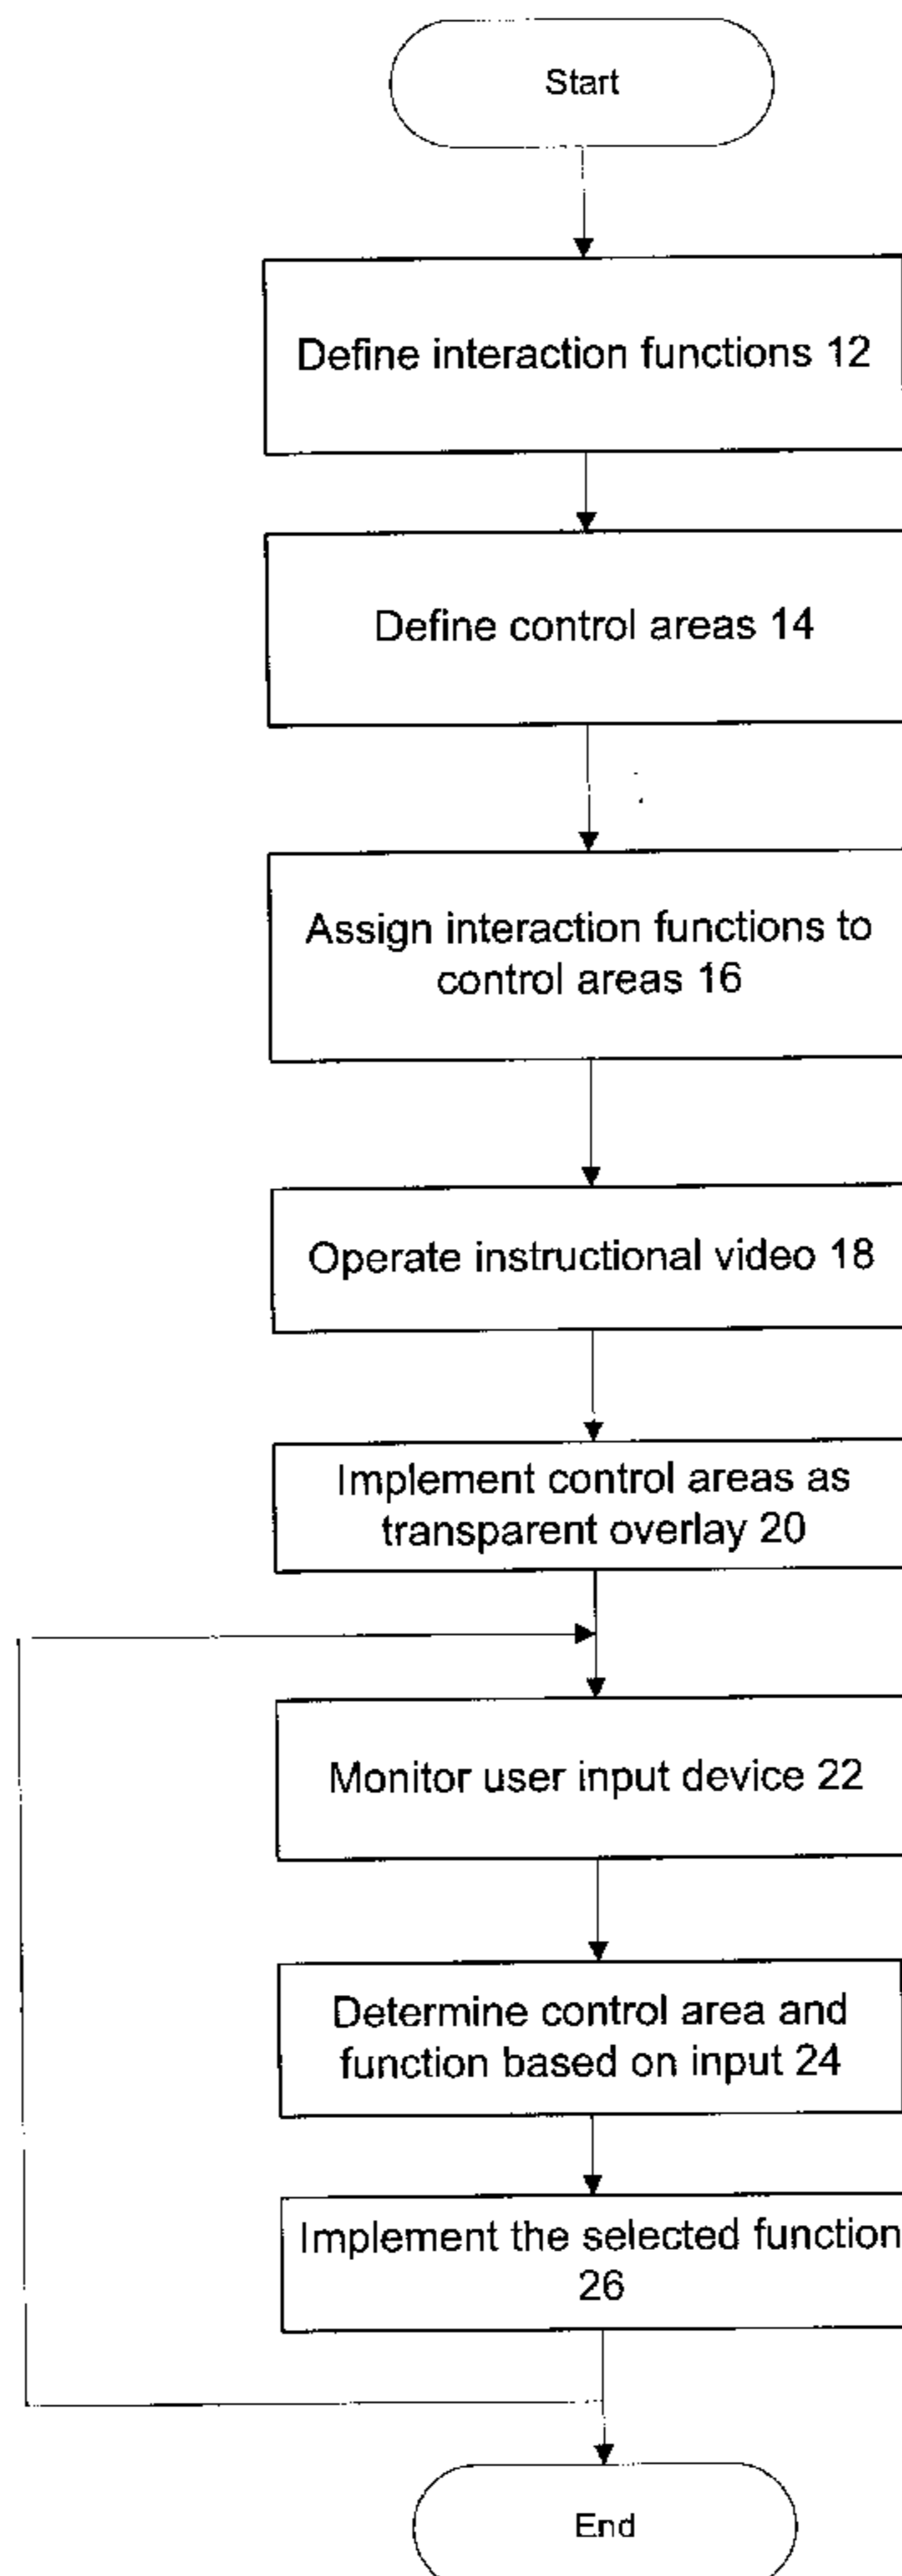 Start
Define interaction functions 12
Define control areas 14
Assign interaction functions to
control areas 16
Operate instructional video 18
Implement control areas as
transparent overlay 20
Monitor user input device 22
Determine control area and
function based on input 24
Implement the selected function
26
End